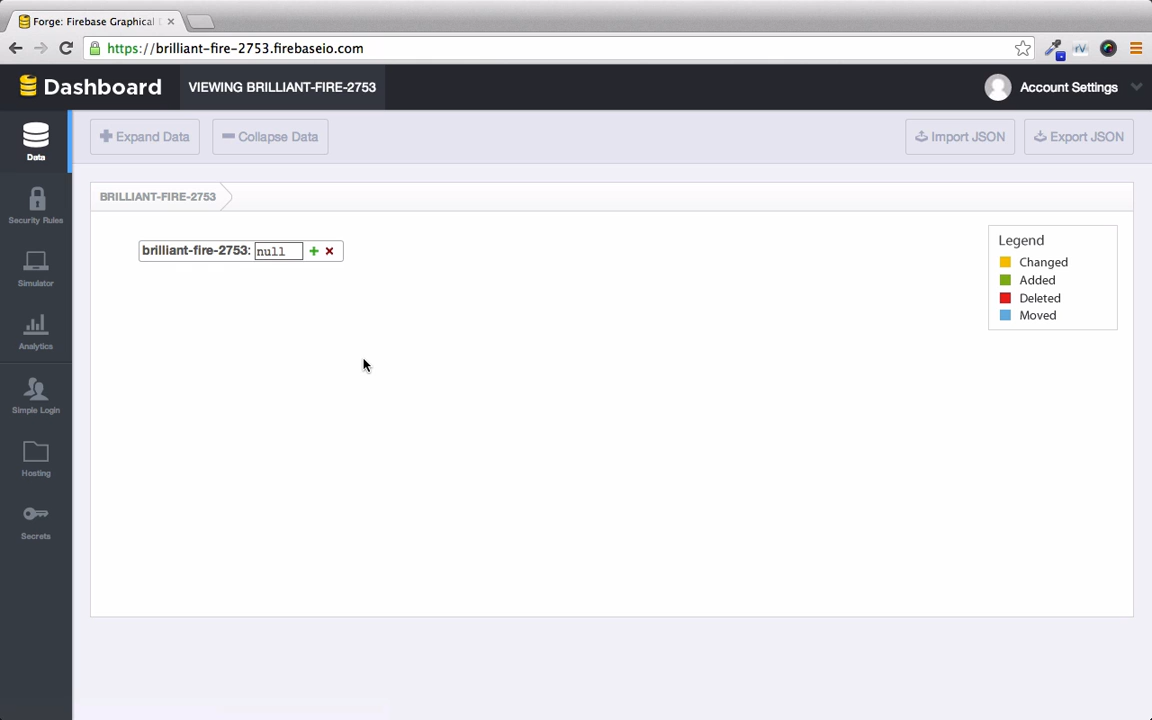 Forge: Firebase Graphical
https://brilliant-fire-2753.firebaseio.com
Dashboard
VIEWING BRILLIANT-FIRE-2753
Account Settings
Data
Expand Data
Collapse Data
Import JSON
Export JSON
BRILLIANT-FIRE-2753
Security Rules
brilliant-fire-2753: null
Legend
Changed
Added
Deleted
Moved
Simulator
Analytics
Simple Login
Hosting
Secrets